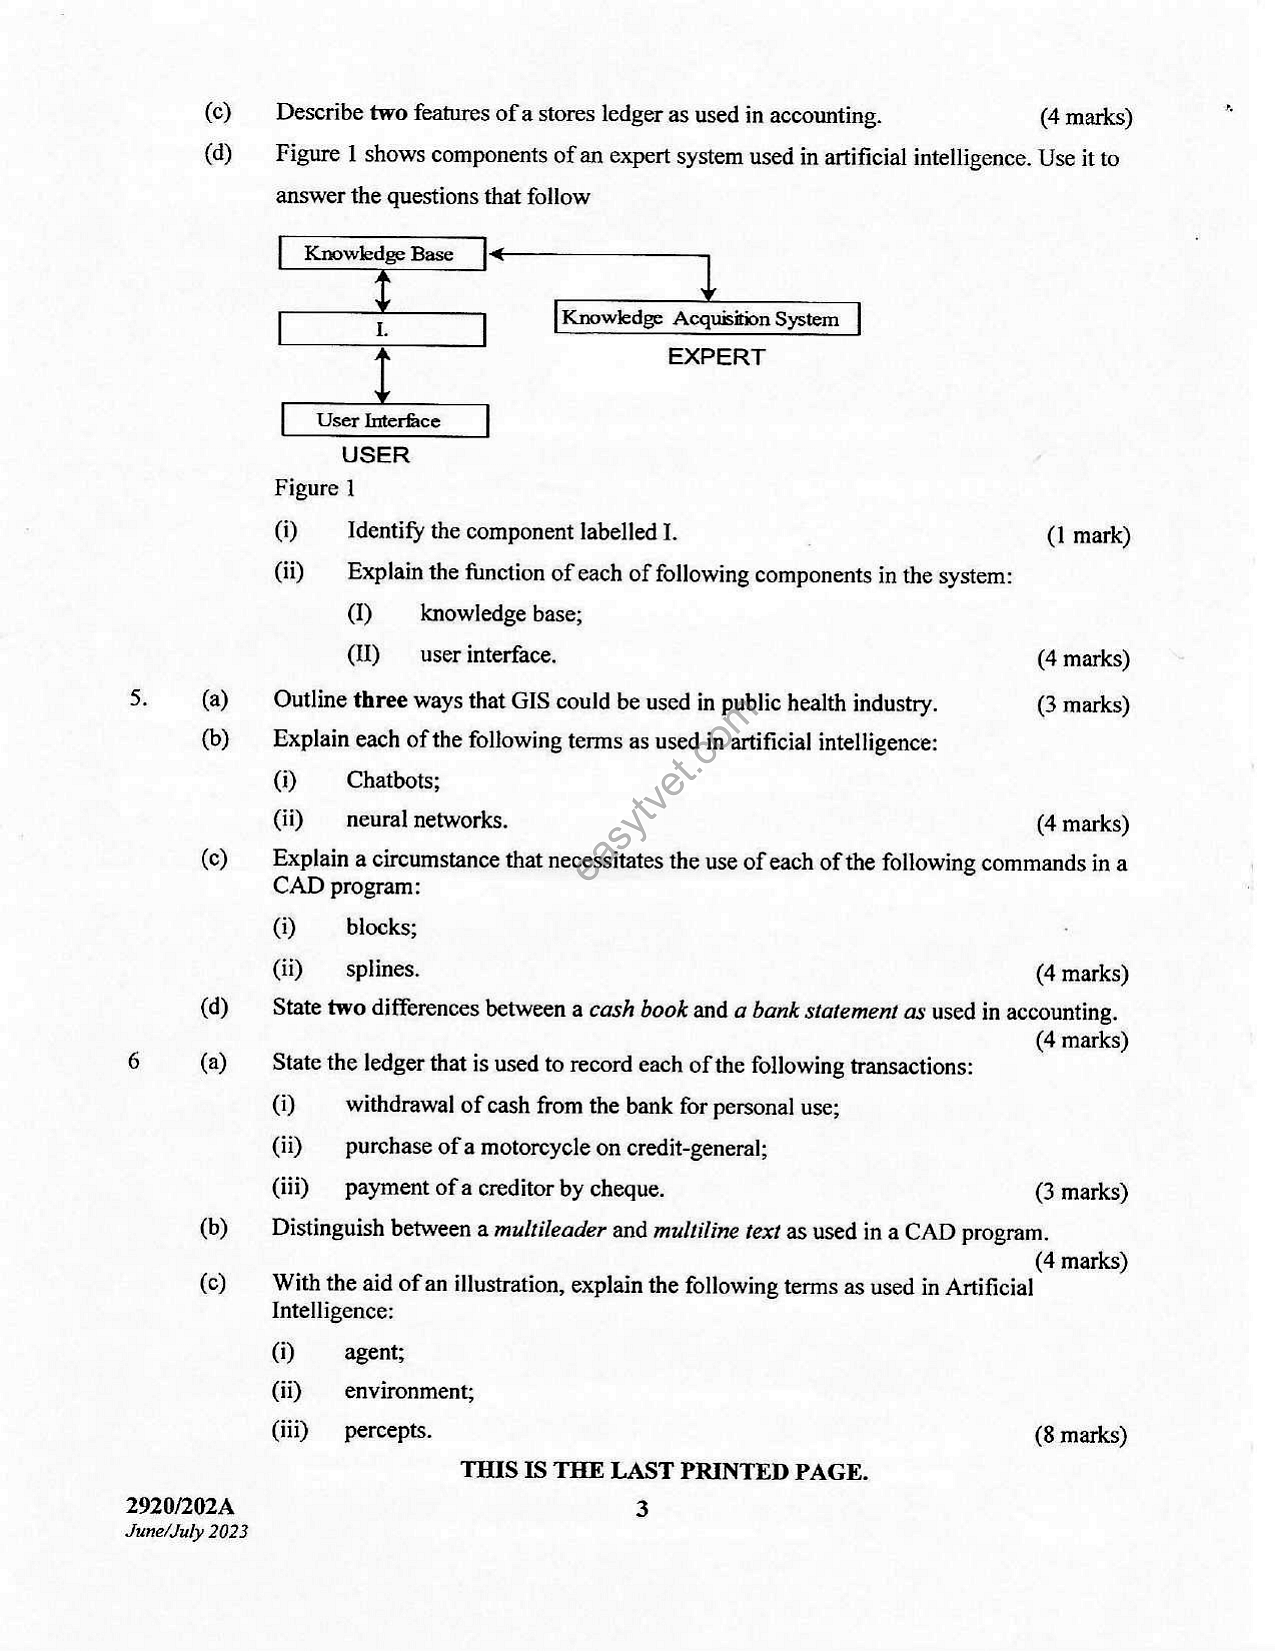 (c) Describe two features of a stores ledger as used in accounting. (4 marks)
(d) Figure 1 shows components of an expert system used in artificial intelligence. Use it to
answer the questions that follow
Knowledge Base
I.
Knowledge Acquisition System
EXPERT
User Interface
USER
Figure 1
(i) Identify the component labelled I. (1 mark)
(ii) Explain the function of each of following components in the system:
(I) knowledge base;
(II) user interface. (4 marks)
5. (a) Outline three ways that GIS could be used in public health industry. (3 marks)
(b) Explain each of the following terms as used in artificial intelligence:
(i) Chatbots;
(ii) neural networks. (4 marks)
(c) Explain a circumstance that necessitates the use of each of the following commands in a
CAD program:
(i) blocks;
(ii) splines. (4 marks)
(d) State two differences between a cash book and a bank statement as used in accounting.
(4 marks)
6 (a) State the ledger that is used to record each of the following transactions:
(i) withdrawal of cash from the bank for personal use;
(ii) purchase of a motorcycle on credit-general;
(iii) payment of a creditor by cheque. (3 marks)
(b) Distinguish between a multileader and multiline text as used in a CAD program.
(4 marks)
(c) With the aid of an illustration, explain the following terms as used in Artificial
Intelligence:
(i) agent;
(ii) environment;
(iii) percepts. (8 marks)
THIS IS THE LAST PRINTED PAGE.
2920/202A 3
June/July 2023
easytvet.com